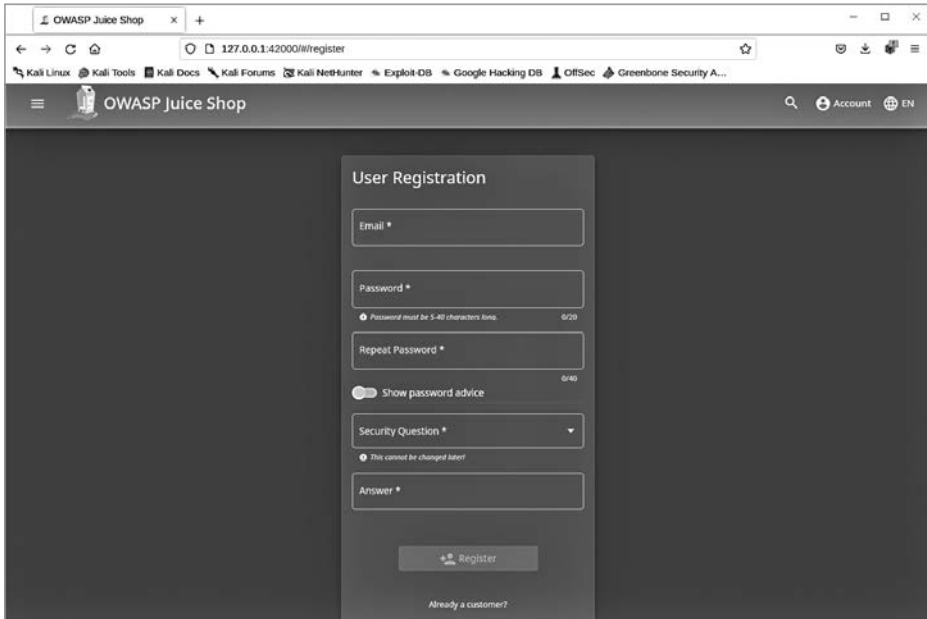 OWASP Juice Shop
127.0.0.1:42000/#/register
Kali Linux Kali Tools Kali Docs Kali Forums Kali NetHunter Exploit-DB Google Hacking DB OffSec Greenbone Security A...
OWASP Juice Shop
Account EN
User Registration
Email *
Password *
Password must be 5-40 characters long. 0/20
Repeat Password *
0/40
Show password advice
Security Question *
This cannot be changed later!
Answer *
Register
Already a customer?